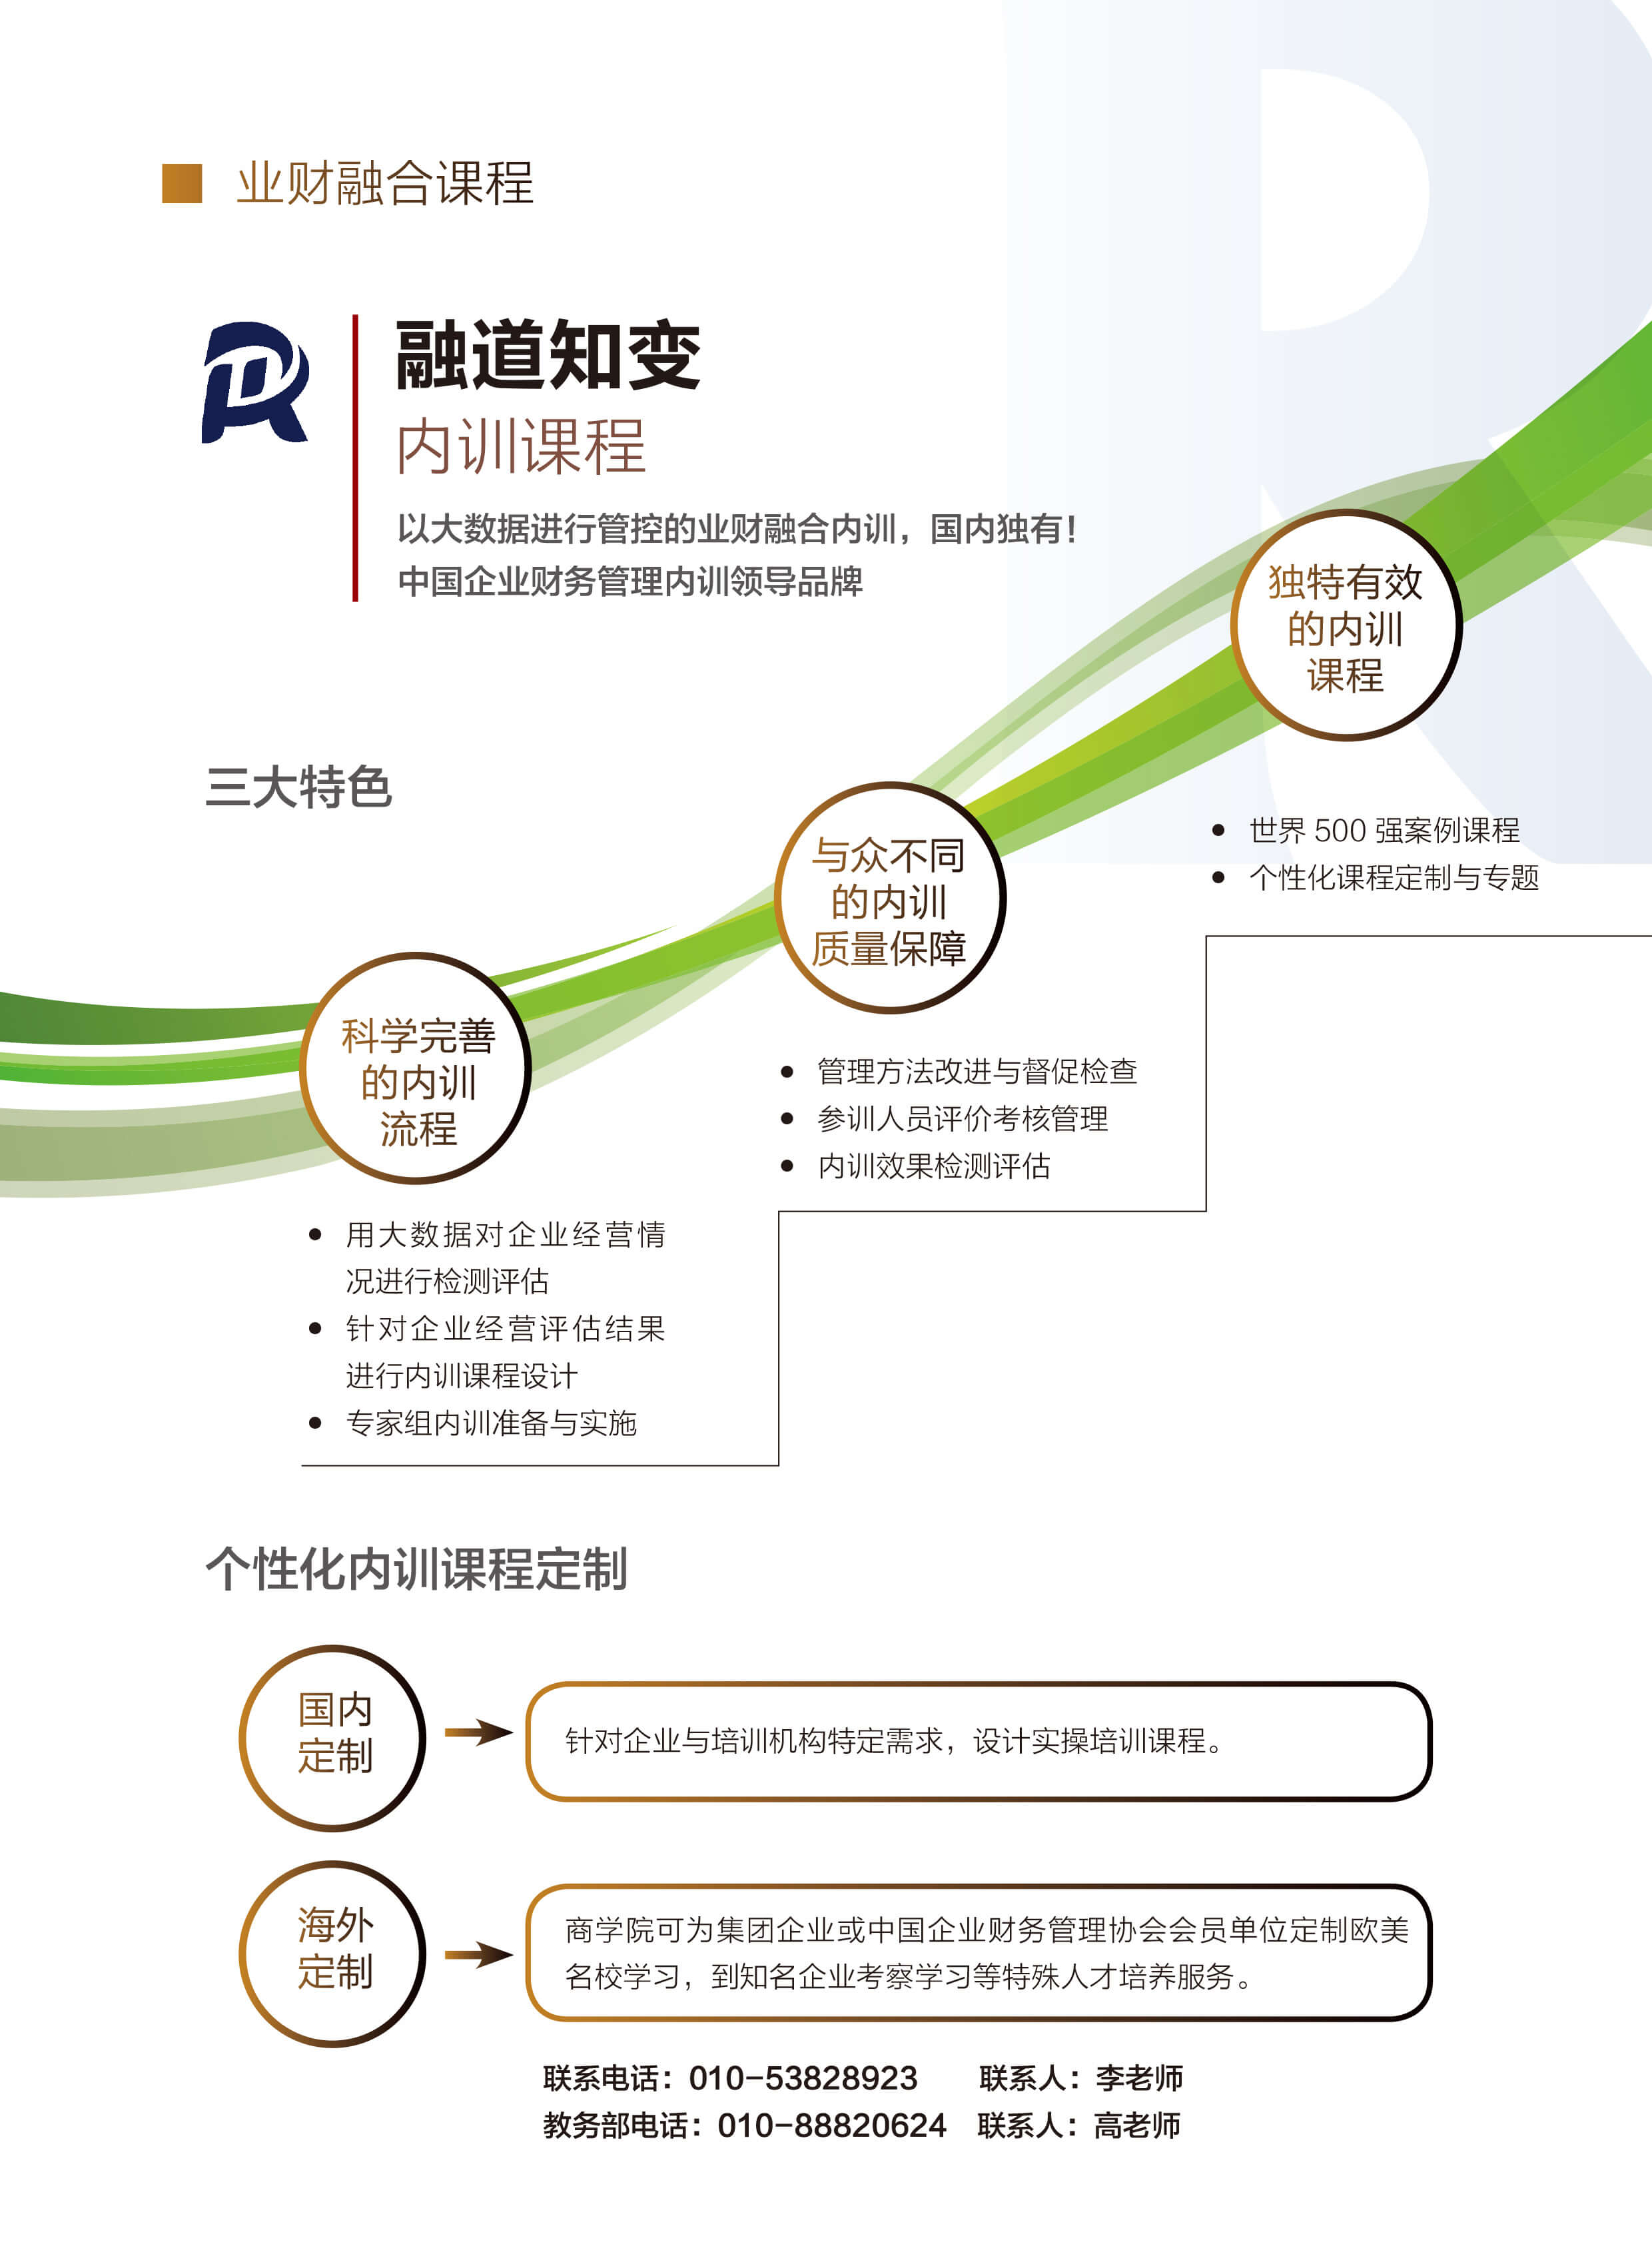 业财融合课程
融道知变
内训课程
以大数据进行管控的业财融合内训，国内独有！
中国企业财务管理内训领导品牌
三大特色
独特有效
的内训
课程
世界 500 强案例课程
个性化课程定制与专题
与众不同
的内训
质量保障
管理方法改进与督促检查
参训人员评价考核管理
内训效果检测评估
科学完善
的内训
流程
用大数据对企业经营情
况进行检测评估
针对企业经营评估结果
进行内训课程设计
专家组内训准备与实施
个性化内训课程定制
国内
定制
针对企业与培训机构特定需求，设计实操培训课程。
海外
定制
商学院可为集团企业或中国企业财务管理协会会员单位定制欧美
名校学习，到知名企业考察学习等特殊人才培养服务。
联系电话：010-53828923 联系人：李老师
教务部电话：010-88820624 联系人：高老师